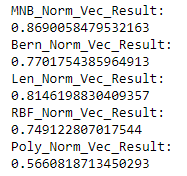 MNB_Norm_Vec_Result:
0.8690058479532163
Bern_Norm_Vec_Result:
0.7701754385964913
Len_Norm_Vec_Result:
0.8146198830409357
RBF_Norm_Vec_Result:
0.749122807017544
Poly_Norm_Vec_Result:
0.5660818713450293